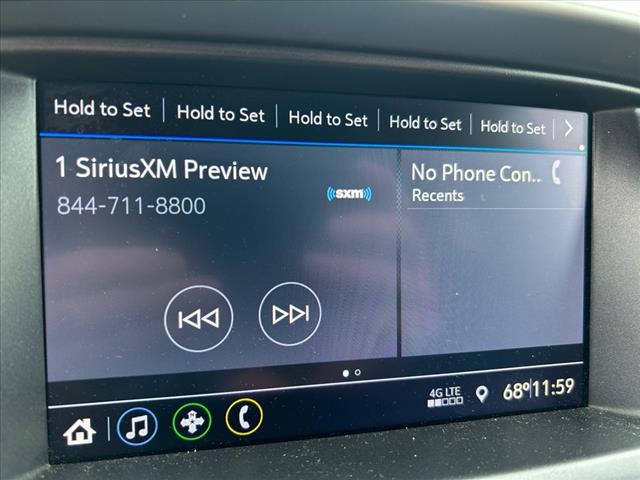 Hold to Set Hold to Set Hold to Set Hold to Set Hold to Set
1 SiriusXM Preview
844-711-8800
sxm
No Phone Con..
Recents
4G LTE
68° 11:59